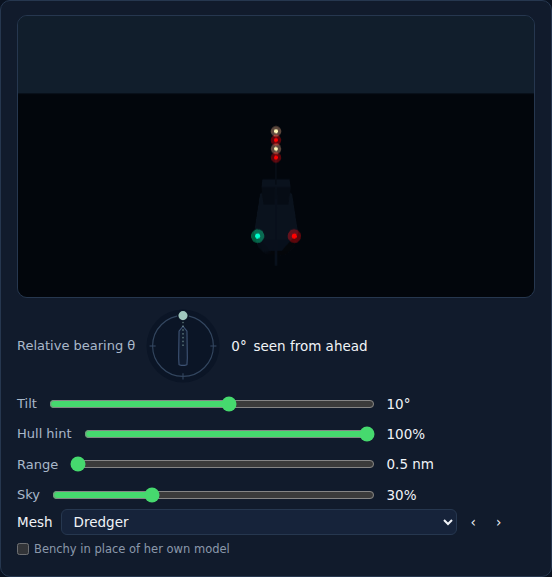 Relative bearing θ 0° seen from ahead
Tilt 10°
Hull hint 100%
Range 0.5 nm
Sky 30%
Mesh Dredger ‹ ›
Benchy in place of her own model